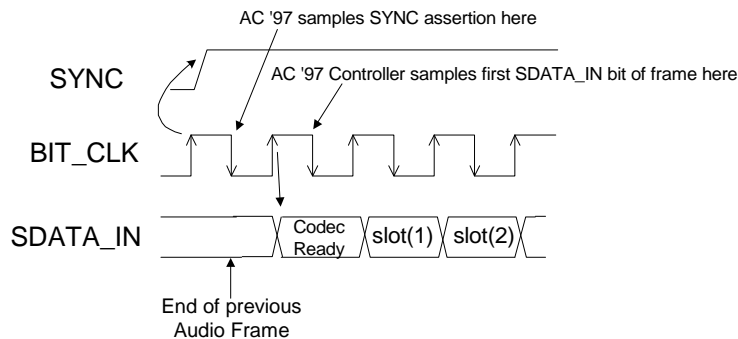 AC '97 samples SYNC assertion here
SYNC
AC '97 Controller samples first SDATA_IN bit of frame here
BIT_CLK
SDATA_IN
Codec
Ready
slot(1)
slot(2)
End of previous
Audio Frame